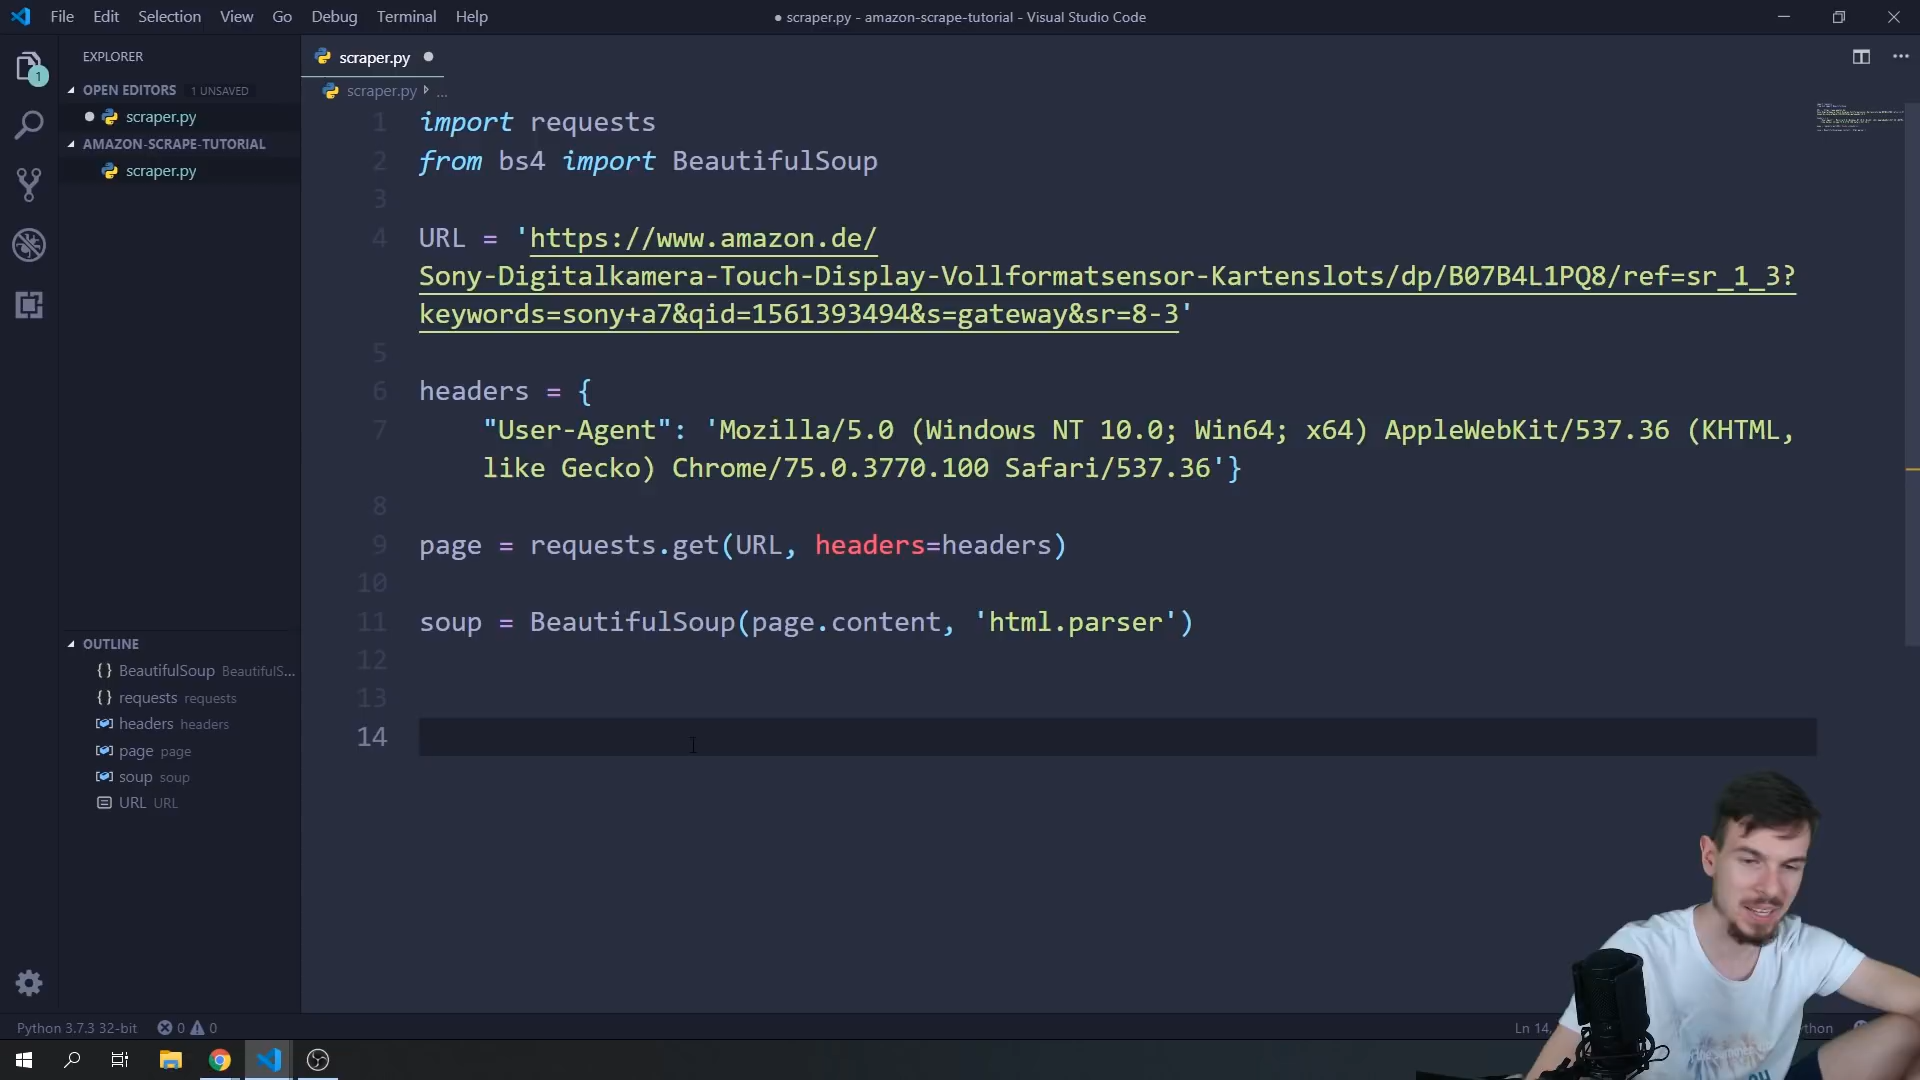 File Edit Selection View Go Debug Terminal Help
● scraper.py - amazon-scrape-tutorial - Visual Studio Code
EXPLORER
OPEN EDITORS 1 UNSAVED
scraper.py
AMAZON-SCRAPE-TUTORIAL
scraper.py
1
OUTLINE
{} BeautifulSoup BeautifulS...
{} requests requests
headers headers
page page
soup soup
URL URL
scraper.py
scraper.py ...
1 import requests
2 from bs4 import BeautifulSoup
3
4 URL = 'https://www.amazon.de/
Sony-Digitalkamera-Touch-Display-Vollformatsensor-Kartenslots/dp/B07B4L1PQ8/ref=sr_1_3?
keywords=sony+a7&qid=1561393494&s=gateway&sr=8-3'
5
6 headers = {
7 "User-Agent": 'Mozilla/5.0 (Windows NT 10.0; Win64; x64) AppleWebKit/537.36 (KHTML,
like Gecko) Chrome/75.0.3770.100 Safari/537.36'}
8
9 page = requests.get(URL, headers=headers)
10
11 soup = BeautifulSoup(page.content, 'html.parser')
12
13
14
Python 3.7.3 32-bit 0 0
Ln 14,
thon